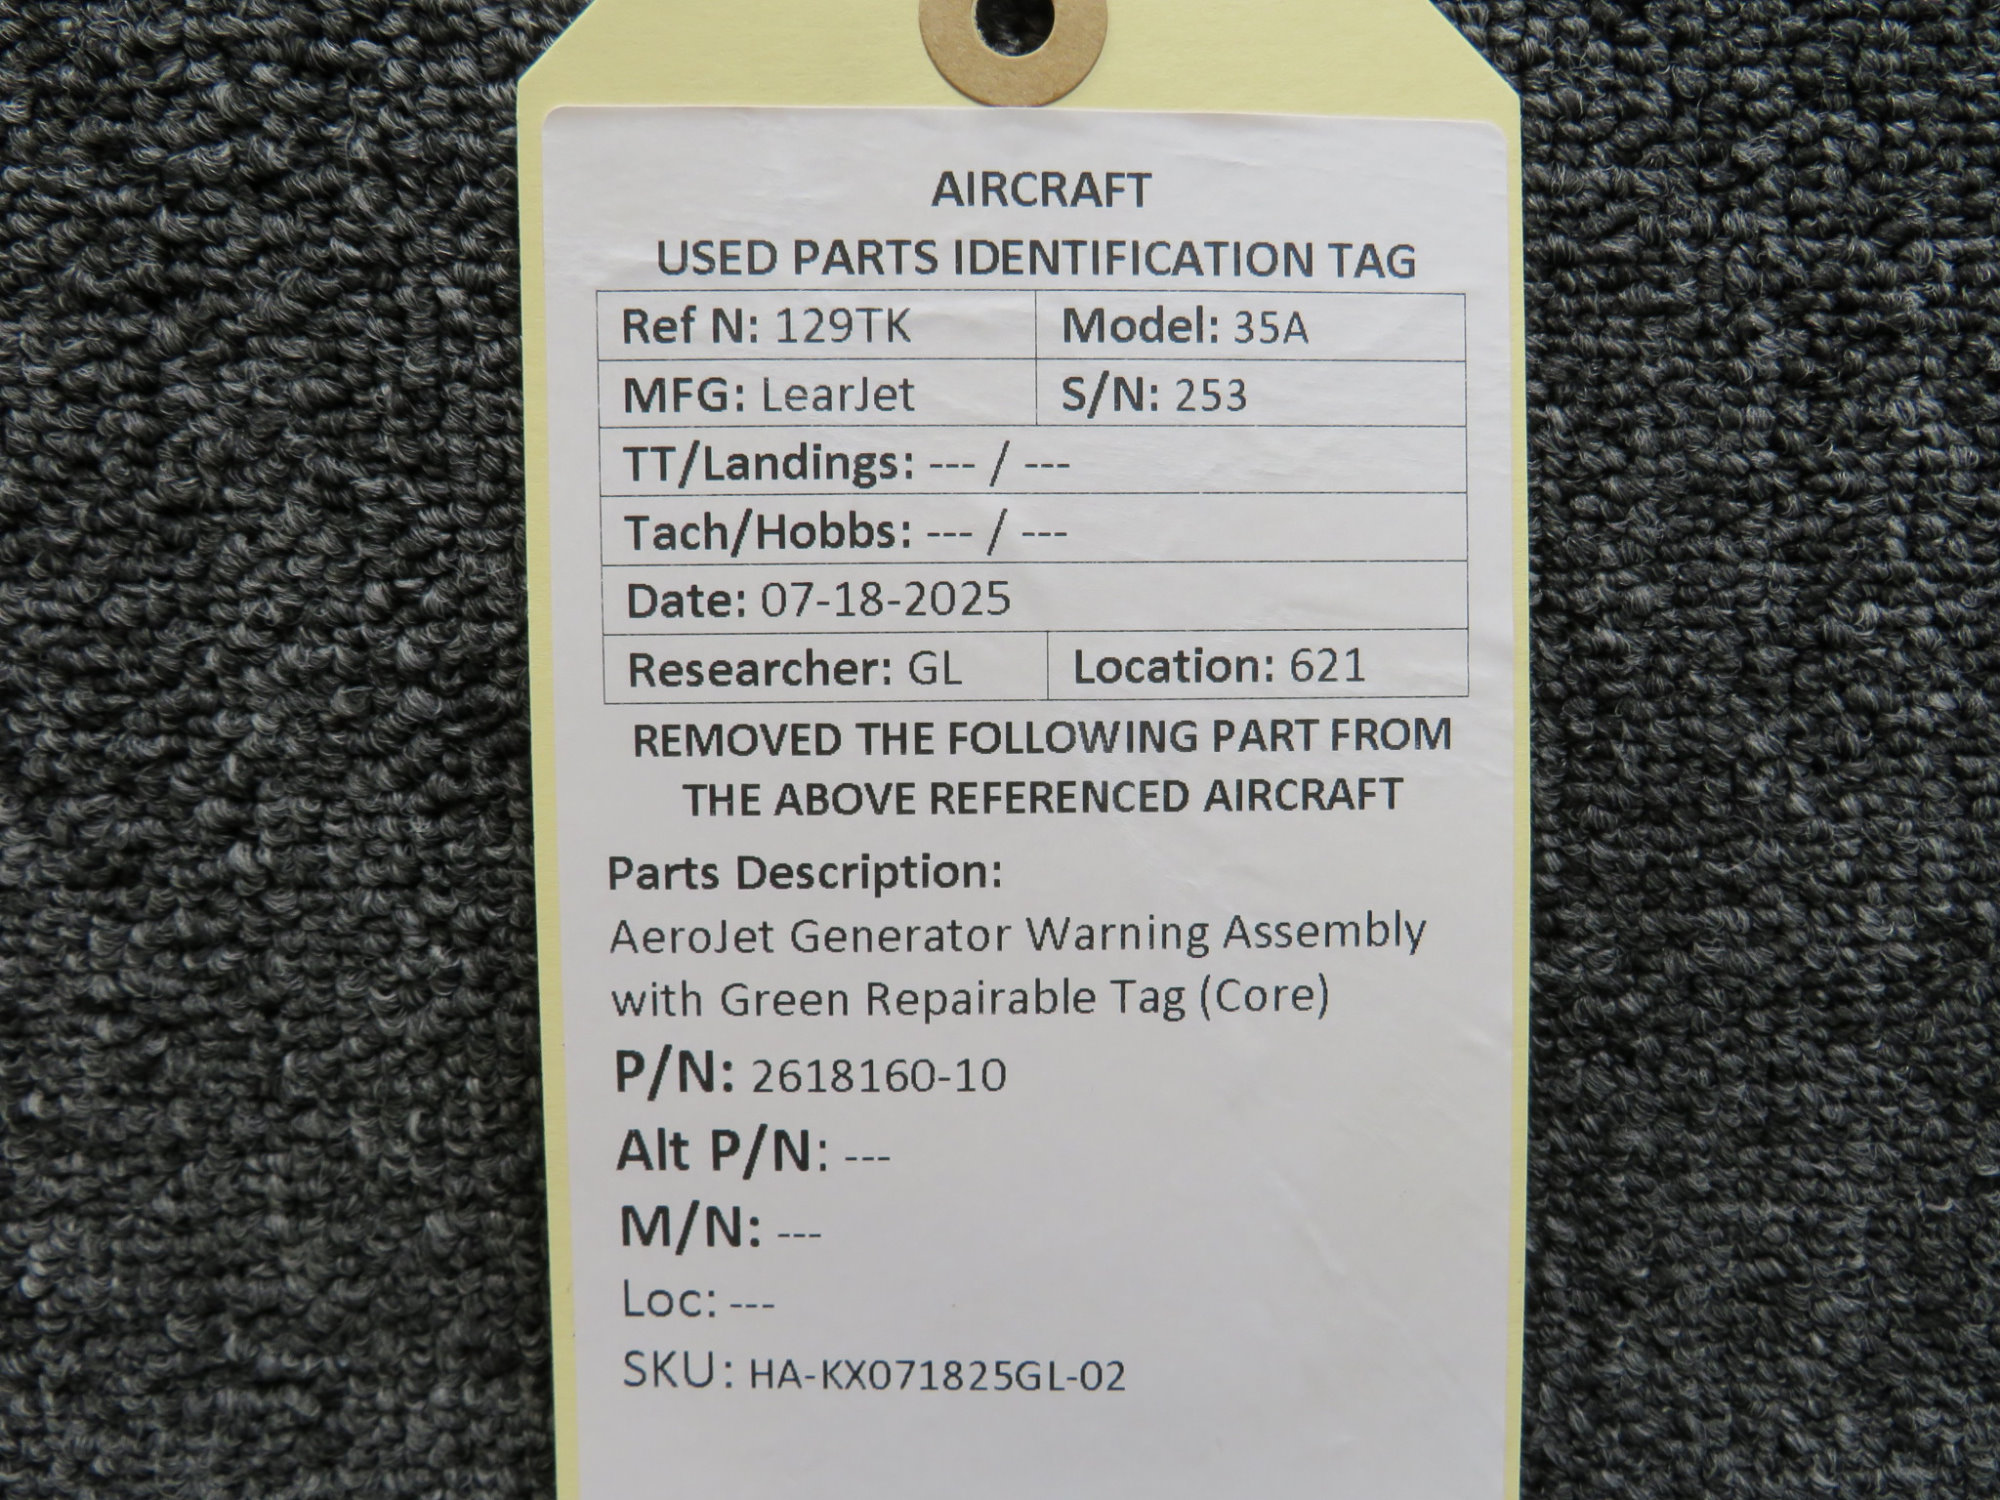 AIRCRAFT
USED PARTS IDENTIFICATION TAG
Ref N: 129TK Model: 35A
MFG: LearJet S/N: 253
TT/Landings: --- / ---
Tach/Hobbs: --- / ---
Date: 07-18-2025
Researcher: GL Location: 621
REMOVED THE FOLLOWING PART FROM
THE ABOVE REFERENCED AIRCRAFT
Parts Description:
AeroJet Generator Warning Assembly
with Green Repairable Tag (Core)
P/N: 2618160-10
Alt P/N: ---
M/N: ---
Loc: ---
SKU: HA-KX071825GL-02